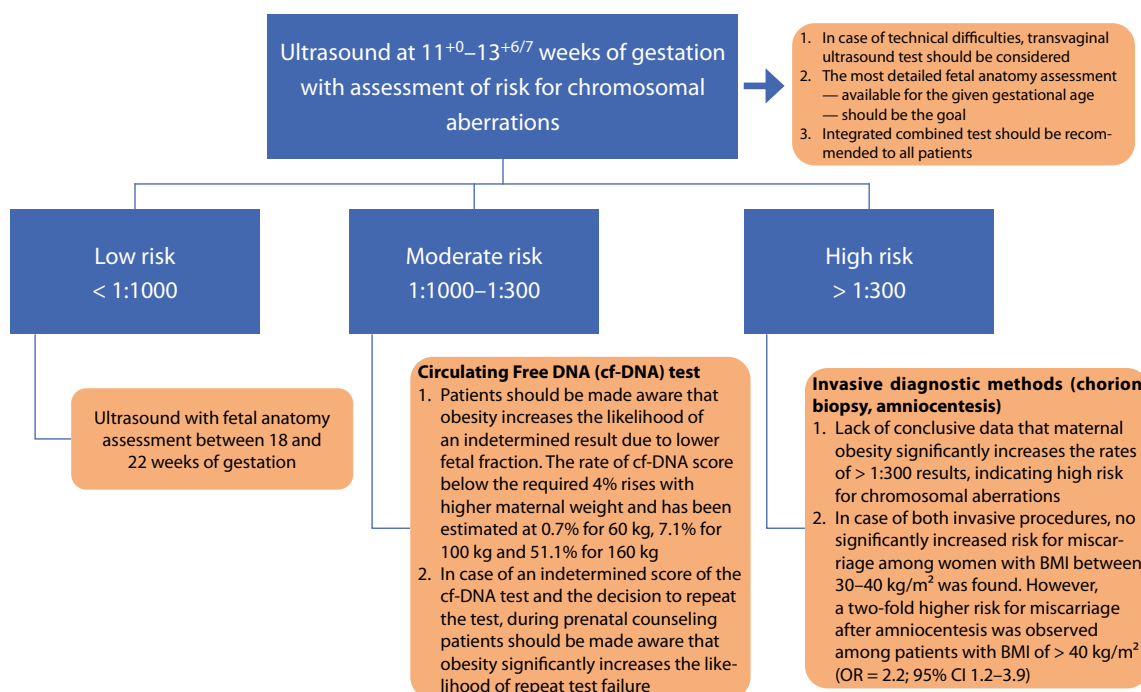 Ultrasound at 11⁺⁰–13⁺⁶/⁷ weeks of gestation
with assessment of risk for chromosomal
aberrations
1. In case of technical difficulties, transvaginal
ultrasound test should be considered
2. The most detailed fetal anatomy assessment
— available for the given gestational age
— should be the goal
3. Integrated combined test should be recom-
mended to all patients
Low risk
< 1:1000
Moderate risk
1:1000–1:300
High risk
> 1:300
Ultrasound with fetal anatomy
assessment between 18 and
22 weeks of gestation
Circulating Free DNA (cf-DNA) test
1. Patients should be made aware that
obesity increases the likelihood of
an indetermined result due to lower
fetal fraction. The rate of cf-DNA score
below the required 4% rises with
higher maternal weight and has been
estimated at 0.7% for 60 kg, 7.1% for
100 kg and 51.1% for 160 kg
2. In case of an indetermined score of the
cf-DNA test and the decision to repeat
the test, during prenatal counseling
patients should be made aware that
obesity significantly increases the like-
lihood of repeat test failure
Invasive diagnostic methods (chorion
biopsy, amniocentesis)
1. Lack of conclusive data that maternal
obesity significantly increases the rates
of > 1:300 results, indicating high risk
for chromosomal aberrations
2. In case of both invasive procedures, no
significantly increased risk for miscar-
riage among women with BMI between
30–40 kg/m² was found. However,
a two-fold higher risk for miscarriage
after amniocentesis was observed
among patients with BMI of > 40 kg/m²
(OR = 2.2; 95% CI 1.2–3.9)